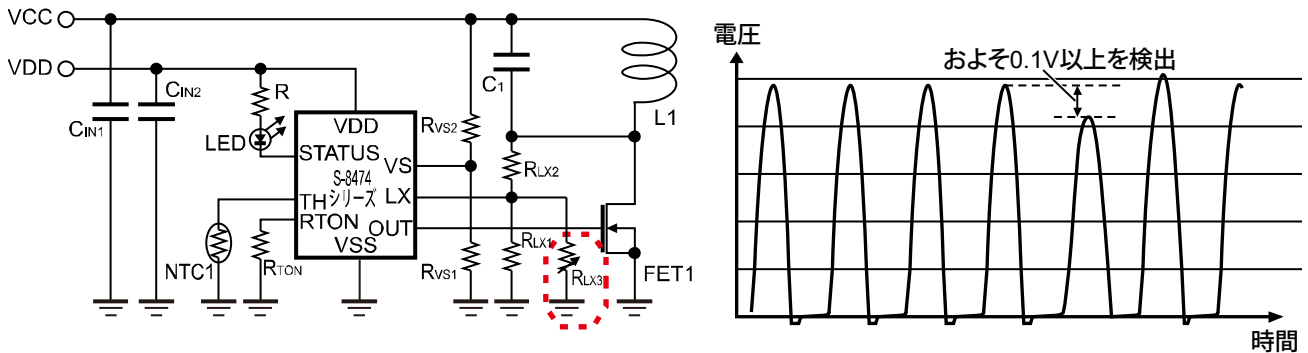 VCC
VDD
CIN1
CIN2
R
LED
VDD
STATUS
VS
S-8474
シリーズ
TH
LX
RTON
OUT
VSS
NTC1
RTON
RVS2
RVS1
C1
RLX2
RLX1
RLX3
L1
FET1
電圧
およそ0.1V以上を検出
時間